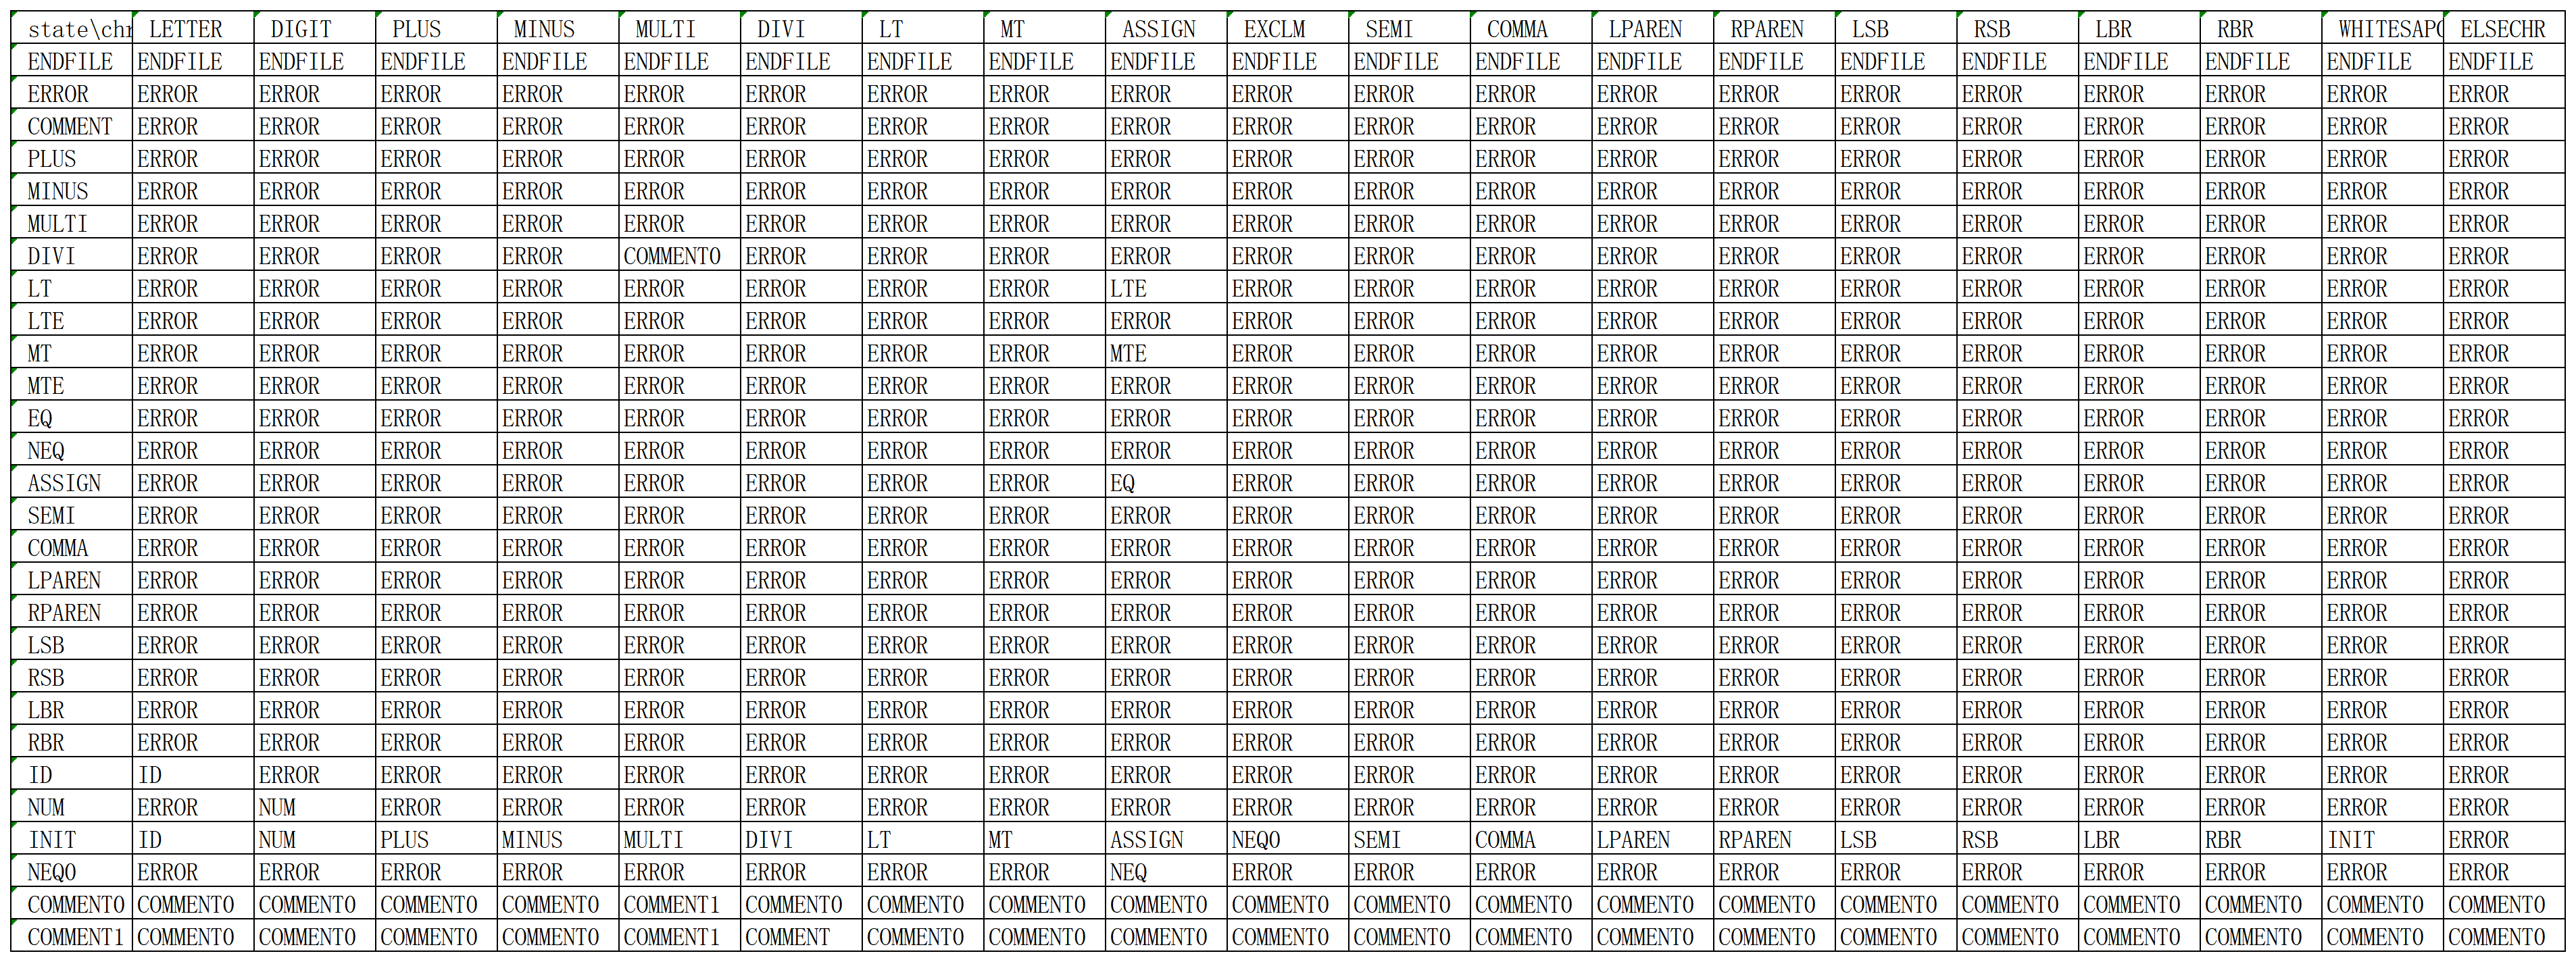 state\chr LETTER DIGIT PLUS MINUS MULTI DIVI LT MT ASSIGN EXCLM SEMI COMMA LPAREN RPAREN LSB RSB LBR RBR WHITESAPC ELSECHR
ENDFILE ENDFILE ENDFILE ENDFILE ENDFILE ENDFILE ENDFILE ENDFILE ENDFILE ENDFILE ENDFILE ENDFILE ENDFILE ENDFILE ENDFILE ENDFILE ENDFILE ENDFILE ENDFILE ENDFILE ENDFILE
ERROR ERROR ERROR ERROR ERROR ERROR ERROR ERROR ERROR ERROR ERROR ERROR ERROR ERROR ERROR ERROR ERROR ERROR ERROR ERROR ERROR
COMMENT ERROR ERROR ERROR ERROR ERROR ERROR ERROR ERROR ERROR ERROR ERROR ERROR ERROR ERROR ERROR ERROR ERROR ERROR ERROR ERROR
PLUS ERROR ERROR ERROR ERROR ERROR ERROR ERROR ERROR ERROR ERROR ERROR ERROR ERROR ERROR ERROR ERROR ERROR ERROR ERROR ERROR
MINUS ERROR ERROR ERROR ERROR ERROR ERROR ERROR ERROR ERROR ERROR ERROR ERROR ERROR ERROR ERROR ERROR ERROR ERROR ERROR ERROR
MULTI ERROR ERROR ERROR ERROR ERROR ERROR ERROR ERROR ERROR ERROR ERROR ERROR ERROR ERROR ERROR ERROR ERROR ERROR ERROR ERROR
DIVI ERROR ERROR ERROR ERROR COMMENT0 ERROR ERROR ERROR ERROR ERROR ERROR ERROR ERROR ERROR ERROR ERROR ERROR ERROR ERROR ERROR
LT ERROR ERROR ERROR ERROR ERROR ERROR ERROR ERROR LTE ERROR ERROR ERROR ERROR ERROR ERROR ERROR ERROR ERROR ERROR ERROR
LTE ERROR ERROR ERROR ERROR ERROR ERROR ERROR ERROR ERROR ERROR ERROR ERROR ERROR ERROR ERROR ERROR ERROR ERROR ERROR ERROR
MT ERROR ERROR ERROR ERROR ERROR ERROR ERROR ERROR MTE ERROR ERROR ERROR ERROR ERROR ERROR ERROR ERROR ERROR ERROR ERROR
MTE ERROR ERROR ERROR ERROR ERROR ERROR ERROR ERROR ERROR ERROR ERROR ERROR ERROR ERROR ERROR ERROR ERROR ERROR ERROR ERROR
EQ ERROR ERROR ERROR ERROR ERROR ERROR ERROR ERROR ERROR ERROR ERROR ERROR ERROR ERROR ERROR ERROR ERROR ERROR ERROR ERROR
NEQ ERROR ERROR ERROR ERROR ERROR ERROR ERROR ERROR ERROR ERROR ERROR ERROR ERROR ERROR ERROR ERROR ERROR ERROR ERROR ERROR
ASSIGN ERROR ERROR ERROR ERROR ERROR ERROR ERROR ERROR EQ ERROR ERROR ERROR ERROR ERROR ERROR ERROR ERROR ERROR ERROR ERROR
SEMI ERROR ERROR ERROR ERROR ERROR ERROR ERROR ERROR ERROR ERROR ERROR ERROR ERROR ERROR ERROR ERROR ERROR ERROR ERROR ERROR
COMMA ERROR ERROR ERROR ERROR ERROR ERROR ERROR ERROR ERROR ERROR ERROR ERROR ERROR ERROR ERROR ERROR ERROR ERROR ERROR ERROR
LPAREN ERROR ERROR ERROR ERROR ERROR ERROR ERROR ERROR ERROR ERROR ERROR ERROR ERROR ERROR ERROR ERROR ERROR ERROR ERROR ERROR
RPAREN ERROR ERROR ERROR ERROR ERROR ERROR ERROR ERROR ERROR ERROR ERROR ERROR ERROR ERROR ERROR ERROR ERROR ERROR ERROR ERROR
LSB ERROR ERROR ERROR ERROR ERROR ERROR ERROR ERROR ERROR ERROR ERROR ERROR ERROR ERROR ERROR ERROR ERROR ERROR ERROR ERROR
RSB ERROR ERROR ERROR ERROR ERROR ERROR ERROR ERROR ERROR ERROR ERROR ERROR ERROR ERROR ERROR ERROR ERROR ERROR ERROR ERROR
LBR ERROR ERROR ERROR ERROR ERROR ERROR ERROR ERROR ERROR ERROR ERROR ERROR ERROR ERROR ERROR ERROR ERROR ERROR ERROR ERROR
RBR ERROR ERROR ERROR ERROR ERROR ERROR ERROR ERROR ERROR ERROR ERROR ERROR ERROR ERROR ERROR ERROR ERROR ERROR ERROR ERROR
ID ID ERROR ERROR ERROR ERROR ERROR ERROR ERROR ERROR ERROR ERROR ERROR ERROR ERROR ERROR ERROR ERROR ERROR ERROR ERROR
NUM ERROR NUM ERROR ERROR ERROR ERROR ERROR ERROR ERROR ERROR ERROR ERROR ERROR ERROR ERROR ERROR ERROR ERROR ERROR ERROR
INIT ID NUM PLUS MINUS MULTI DIVI LT MT ASSIGN NEQ0 SEMI COMMA LPAREN RPAREN LSB RSB LBR RBR INIT ERROR
NEQ0 ERROR ERROR ERROR ERROR ERROR ERROR ERROR ERROR NEQ ERROR ERROR ERROR ERROR ERROR ERROR ERROR ERROR ERROR ERROR ERROR
COMMENT0 COMMENT0 COMMENT0 COMMENT0 COMMENT0 COMMENT1 COMMENT0 COMMENT0 COMMENT0 COMMENT0 COMMENT0 COMMENT0 COMMENT0 COMMENT0 COMMENT0 COMMENT0 COMMENT0 COMMENT0 COMMENT0 COMMENT0 COMMENT0
COMMENT1 COMMENT0 COMMENT0 COMMENT0 COMMENT0 COMMENT1 COMMENT COMMENT0 COMMENT0 COMMENT0 COMMENT0 COMMENT0 COMMENT0 COMMENT0 COMMENT0 COMMENT0 COMMENT0 COMMENT0 COMMENT0 COMMENT0 COMMENT0